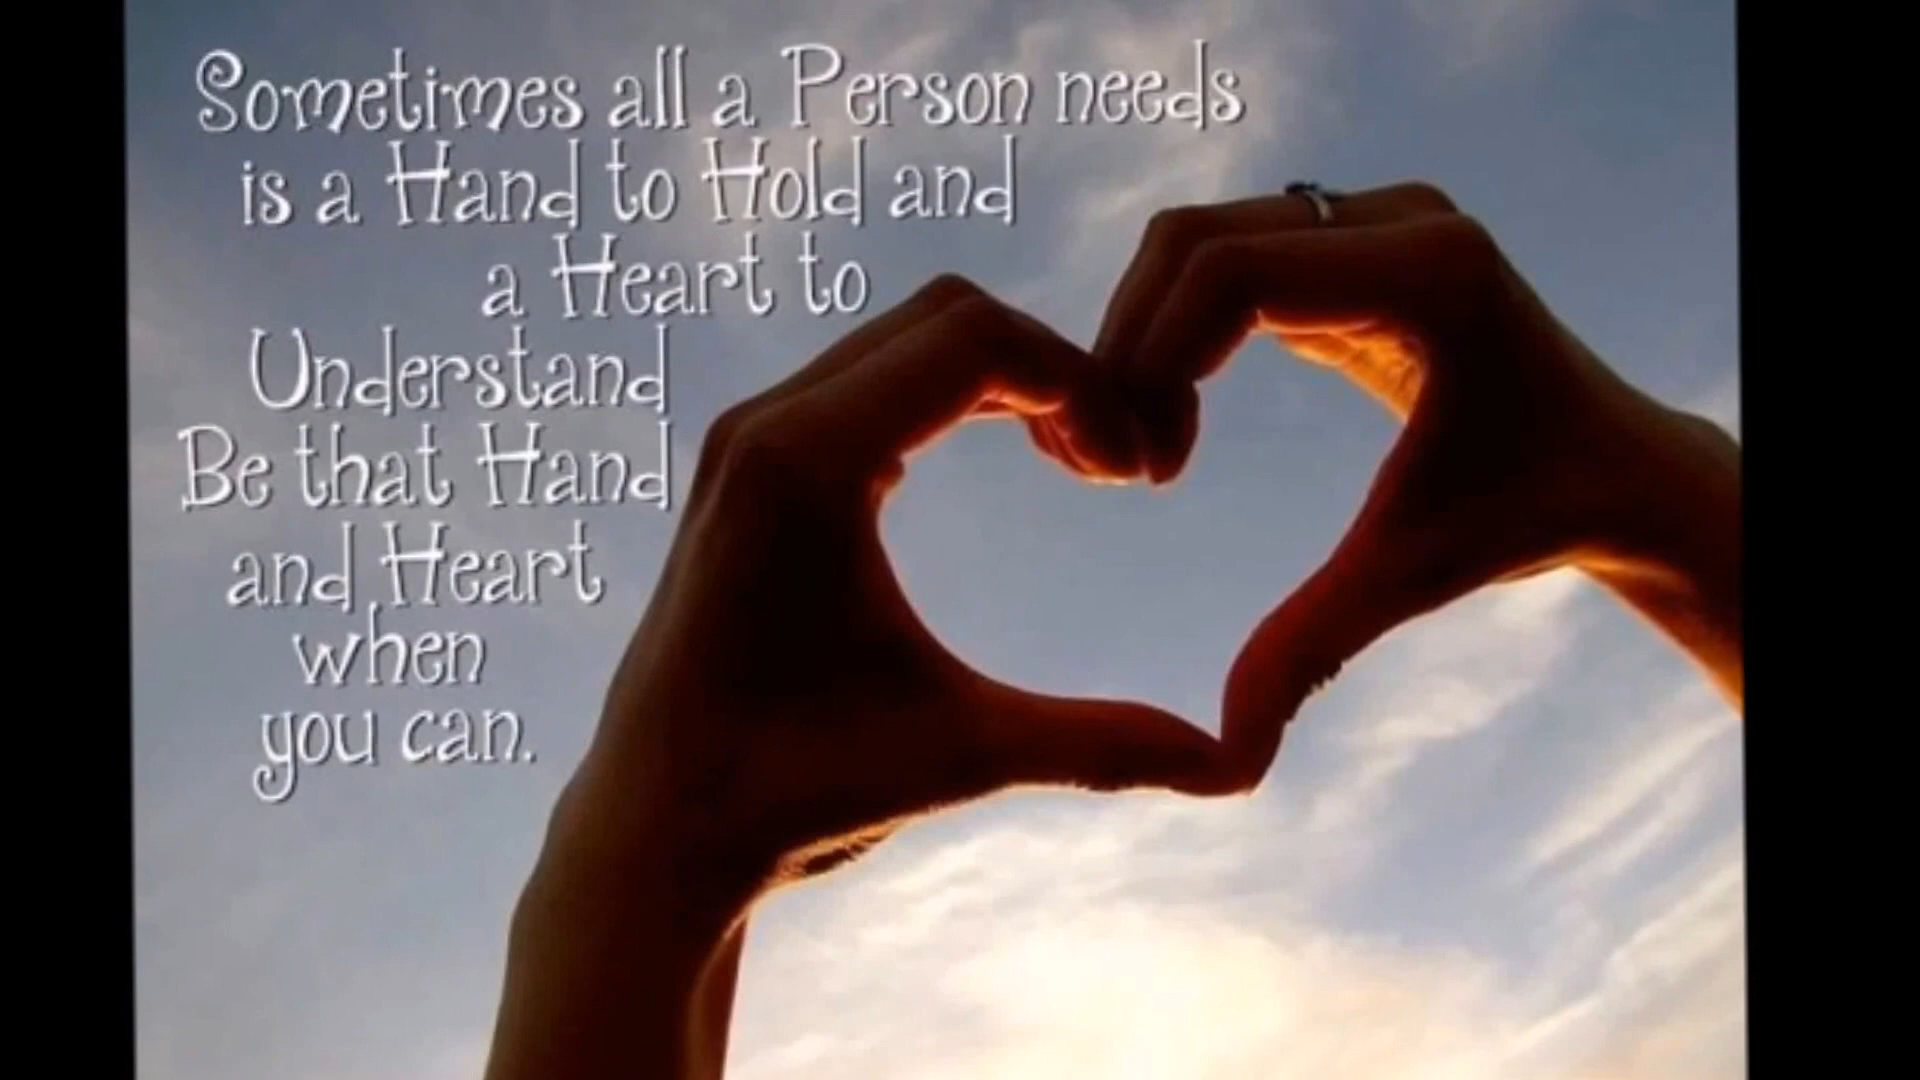 Sometimes all a Person needs
is a Hand to Hold and
a Heart to
Understand
Be that Hand
and Heart
when
you can.